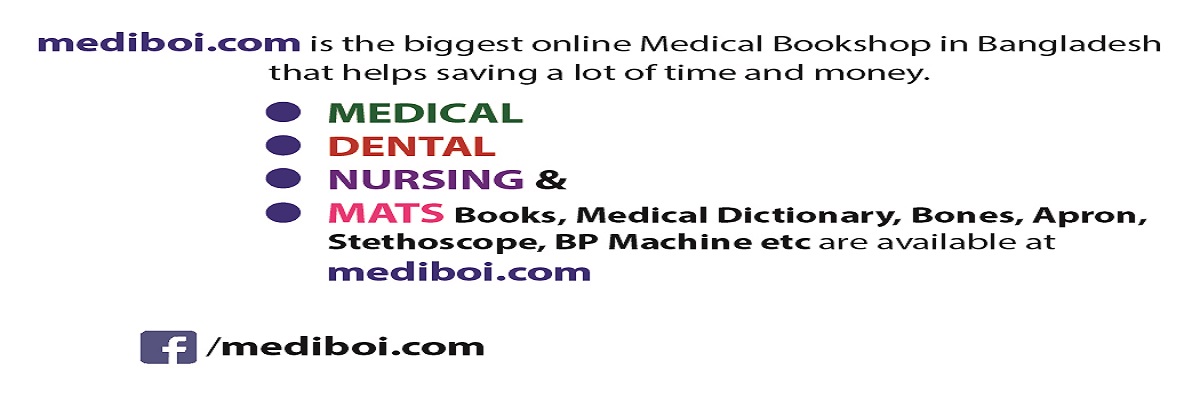 mediboi.com is the biggest online Medical Bookshop in Bangladesh
that helps saving a lot of time and money.
● MEDICAL
● DENTAL
● NURSING &
● MATS Books, Medical Dictionary, Bones, Apron,
Stethoscope, BP Machine etc are available at
mediboi.com
f /mediboi.com